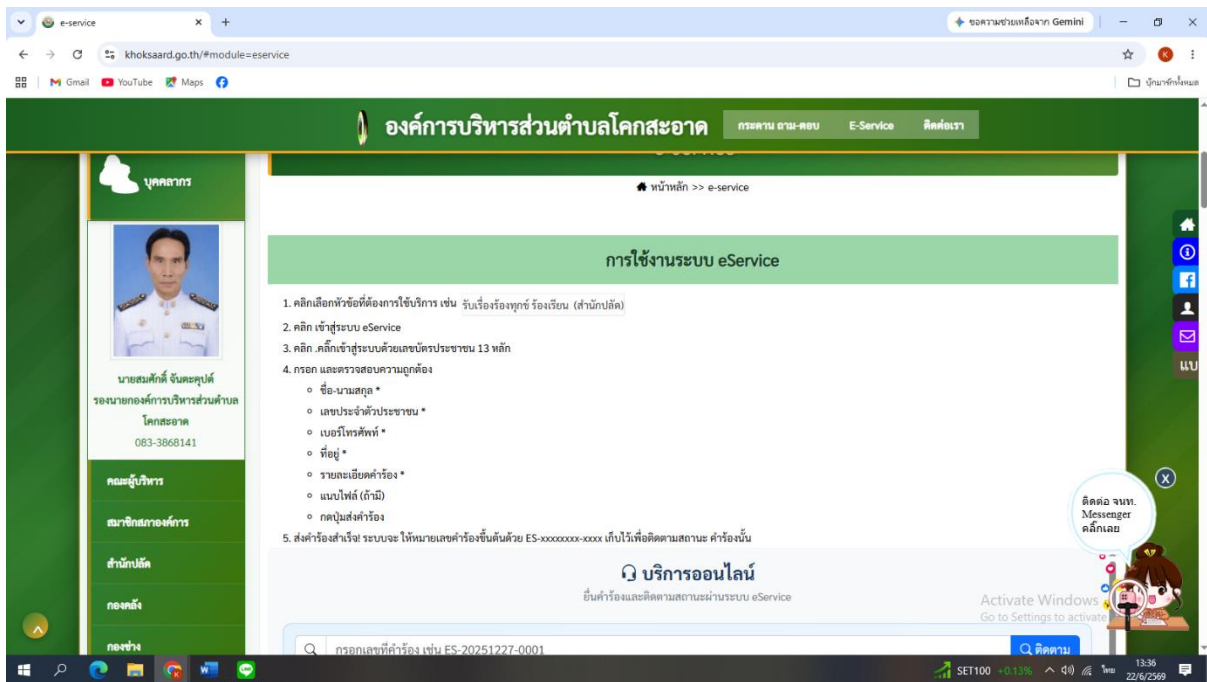 e-service
ขอความช่วยเหลือจาก Gemini
khoksaard.go.th/#module=eservice
K
Gmail
YouTube
Maps
บุ๊กมาร์กทั้งหมด
องค์การบริหารส่วนตำบลโคกสะอาด
กระดาน ถาม-ตอบ
E-Service
ติดต่อเรา
บุคลากร
หน้าหลัก >> e-service
นายสมศักดิ์ จันตะคุปต์
รองนายกองค์การบริหารส่วนตำบล
โคกสะอาด
083-3868141
คณะผู้บริหาร
สมาชิกสภาองค์การ
สำนักปลัด
กองคลัง
กองช่าง
การใช้งานระบบ eService
1. คลิกเลือกหัวข้อที่ต้องการใช้บริการ เช่น รับเรื่องร้องทุกข์ ร้องเรียน (สำนักปลัด)
2. คลิก เข้าสู่ระบบ eService
3. คลิก .คลิ๊กเข้าสู่ระบบด้วยเลขบัตรประชาชน 13 หลัก
4. กรอก และตรวจสอบความถูกต้อง
ชื่อ-นามสกุล *
เลขประจำตัวประชาชน *
เบอร์โทรศัพท์ *
ที่อยู่ *
รายละเอียดคำร้อง *
แนบไฟล์ (ถ้ามี)
กดปุ่มส่งคำร้อง
5. ส่งคำร้องสำเร็จ! ระบบจะ ให้หมายเลขคำร้องขึ้นต้นด้วย ES-xxxxxxxx-xxxx เก็บไว้เพื่อติดตามสถานะ คำร้องนั้น
บริการออนไลน์
ยื่นคำร้องและติดตามสถานะผ่านระบบ eService
กรอกเลขที่คำร้อง เช่น ES-20251227-0001
ติดตาม
แบ
X
ติดต่อ จนท.
Messenger
คลิ๊กเลย
Activate Windows
Go to Settings to activate
SET100 +0.13%
ไทย
13:36
22/6/2569